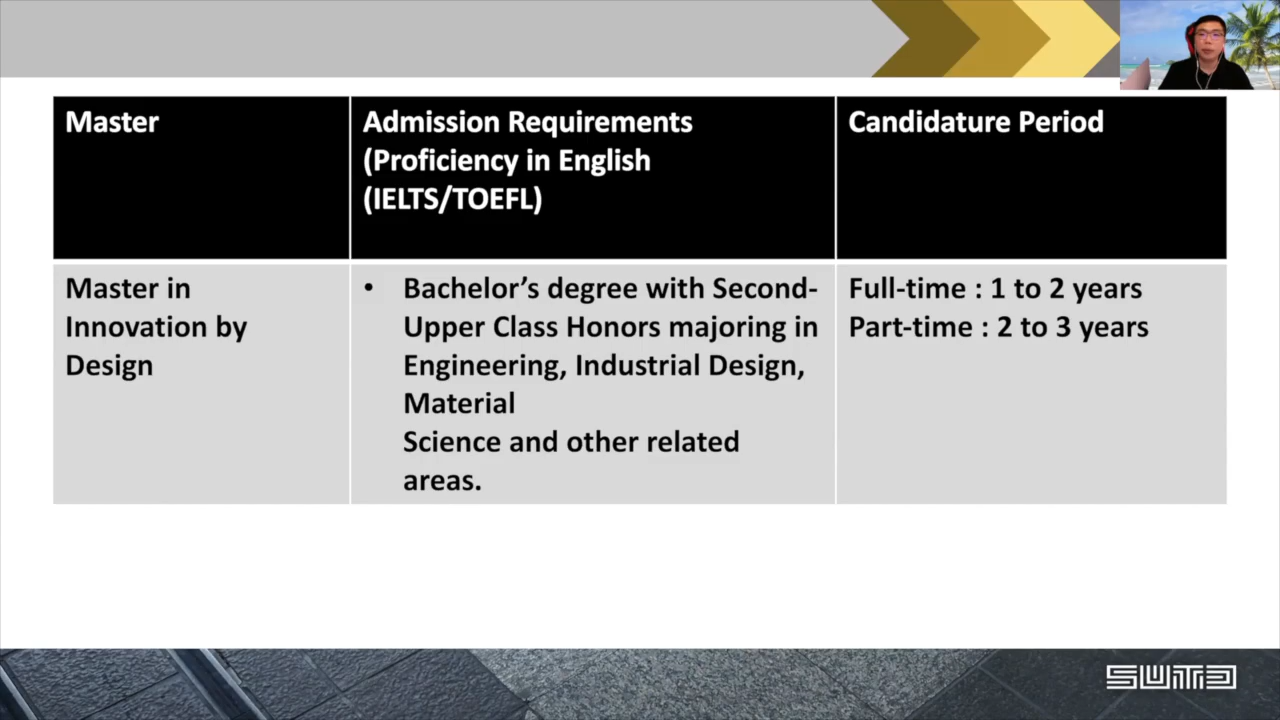 Master
Admission Requirements
(Proficiency in English
(IELTS/TOEFL)
Candidature Period
Master in
Innovation by
Design
• Bachelor’s degree with Second-
Upper Class Honors majoring in
Engineering, Industrial Design,
Material
Science and other related
areas.
Full-time : 1 to 2 years
Part-time : 2 to 3 years
SUTD